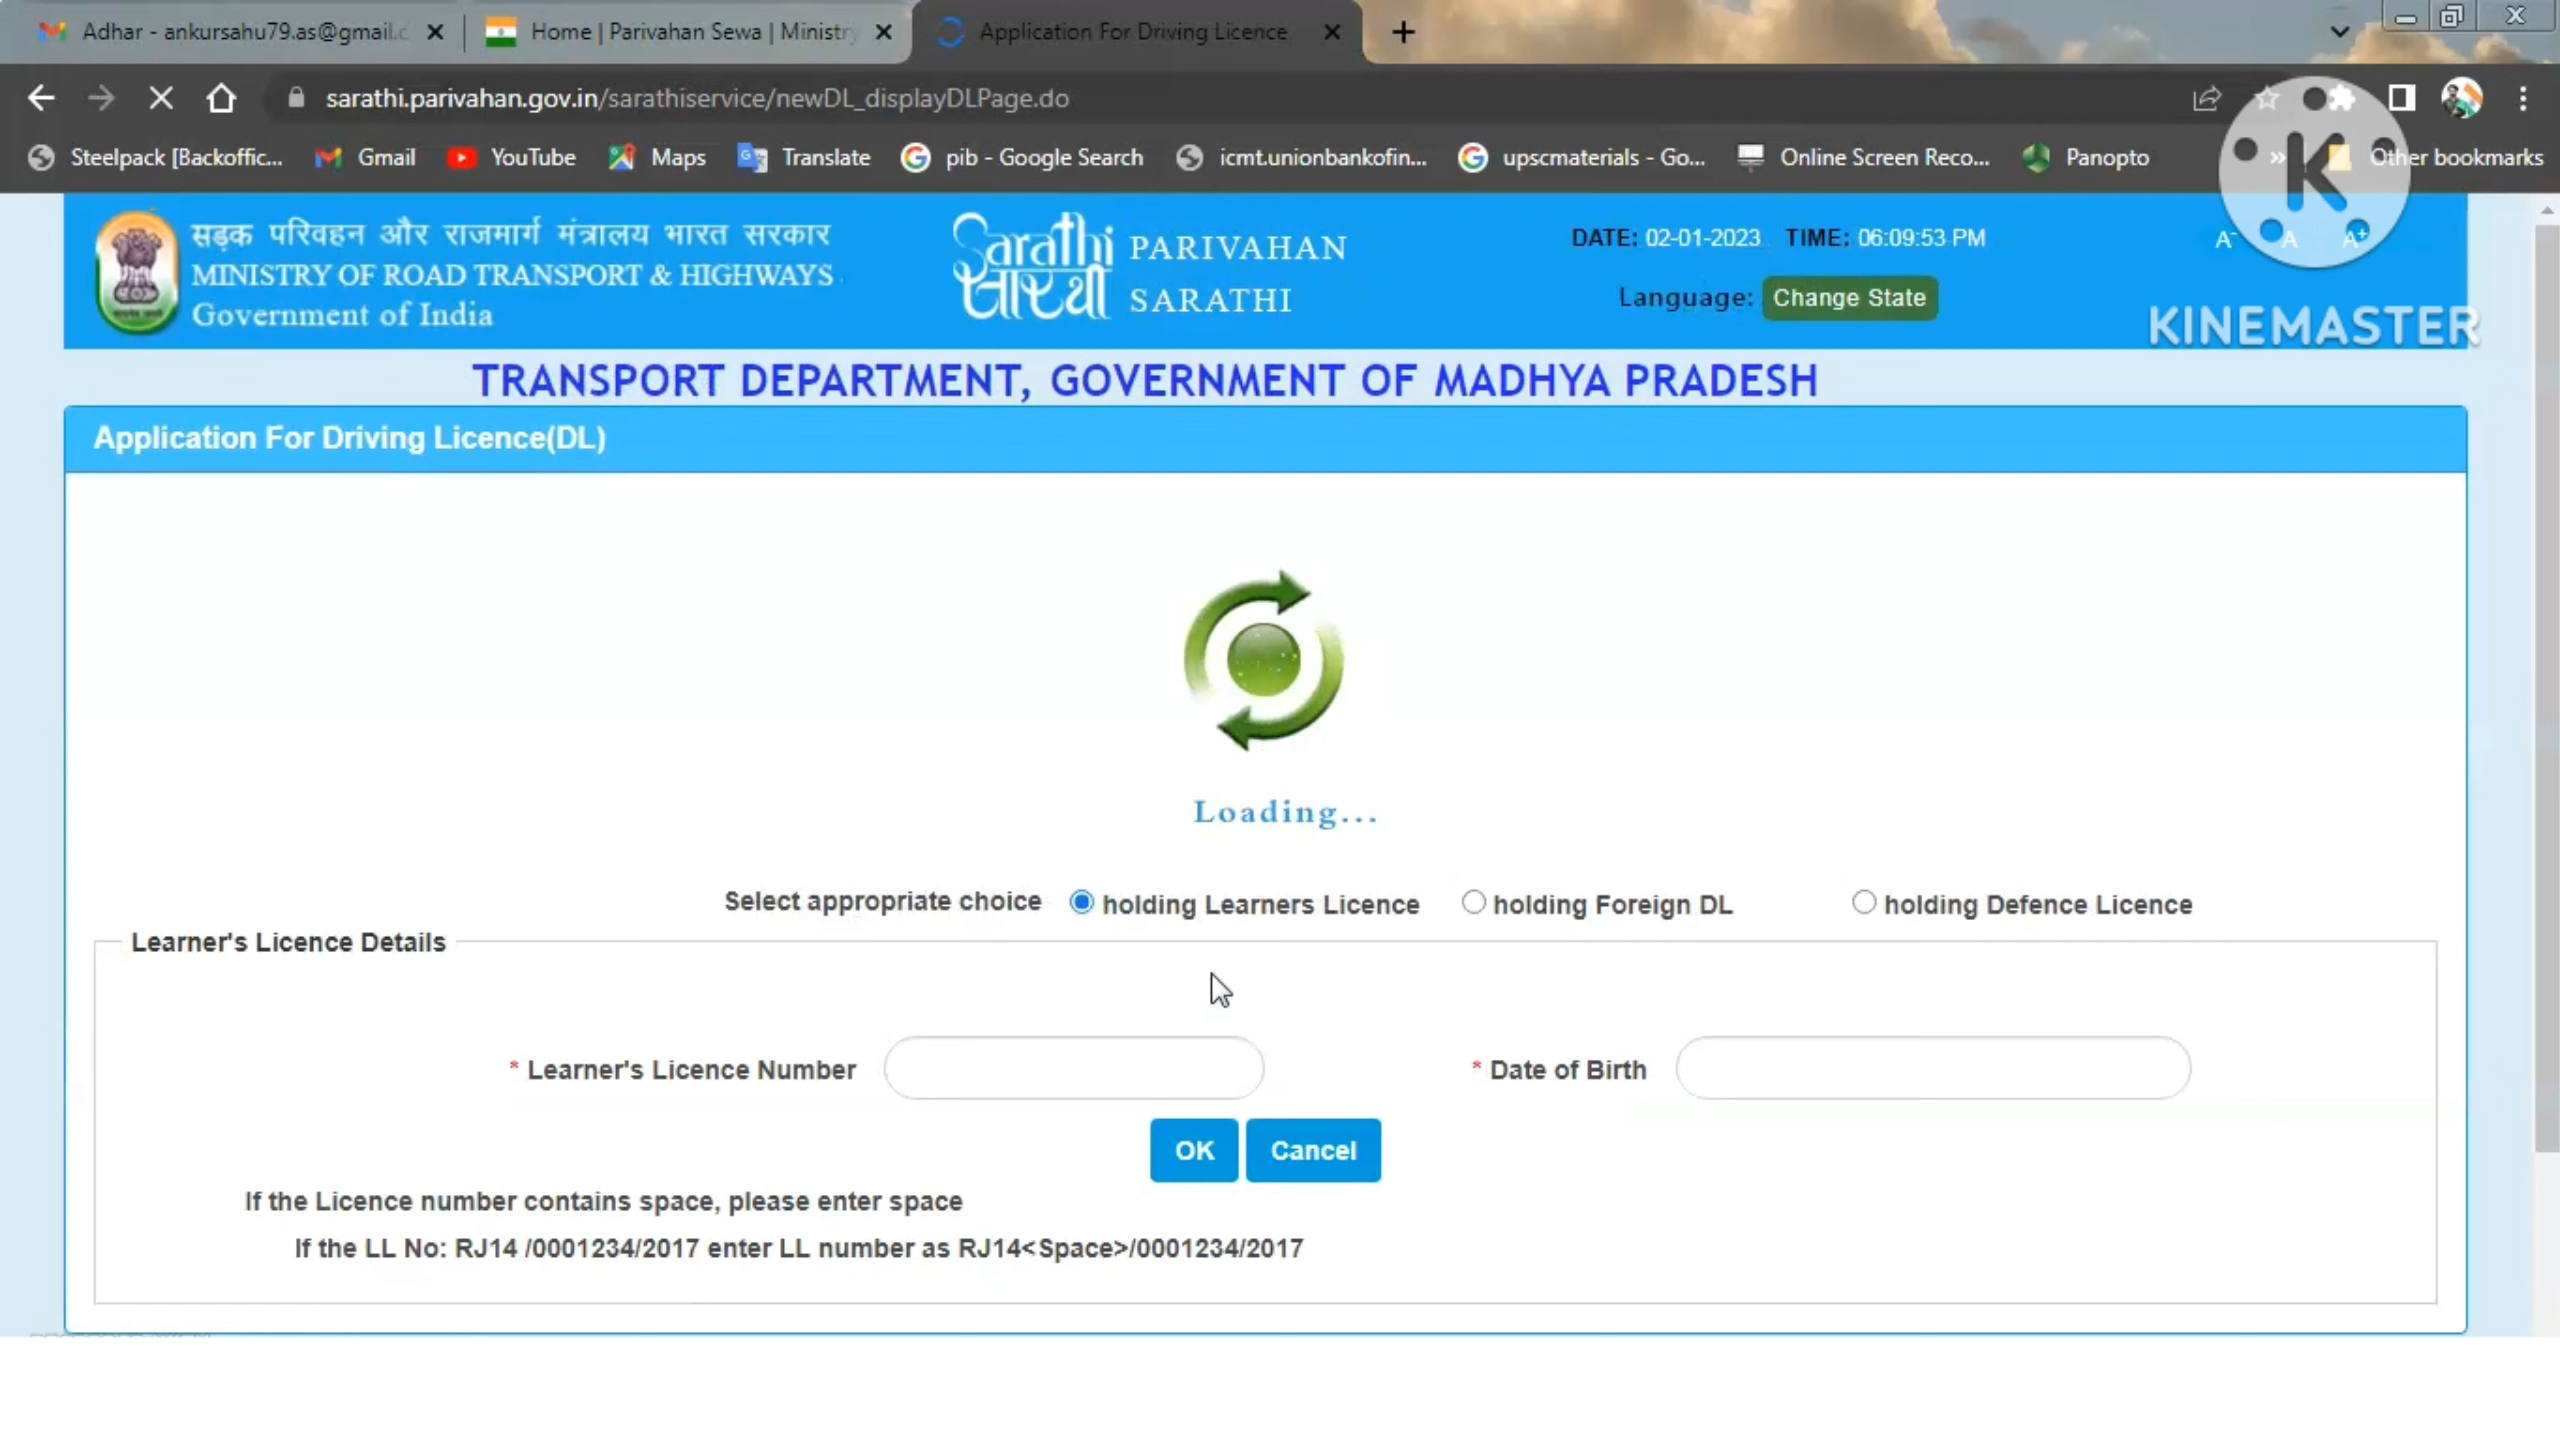 Adhar - ankursahu79.as@gmail.c
Home | Parivahan Sewa | Ministry
Application For Driving Licence
sarathi.parivahan.gov.in/sarathiservice/newDL_displayDLPage.do
Steelpack [Backoffic...
Gmail
YouTube
Maps
Translate
pib - Google Search
icmt.unionbankofin...
upscmaterials - Go...
Online Screen Reco...
Panopto
»
Other bookmarks
K
KINEMASTER
सड़क परिवहन और राजमार्ग मंत्रालय भारत सरकार
MINISTRY OF ROAD TRANSPORT & HIGHWAYS
Government of India
Sarathi
सारथी
PARIVAHAN
SARATHI
DATE: 02-01-2023 TIME: 06:09:53 PM
Language: Change State
A- A A+
TRANSPORT DEPARTMENT, GOVERNMENT OF MADHYA PRADESH
Application For Driving Licence(DL)
Loading...
Select appropriate choice holding Learners Licence holding Foreign DL holding Defence Licence
Learner's Licence Details
* Learner's Licence Number * Date of Birth
OK Cancel
If the Licence number contains space, please enter space
If the LL No: RJ14 /0001234/2017 enter LL number as RJ14<Space>/0001234/2017